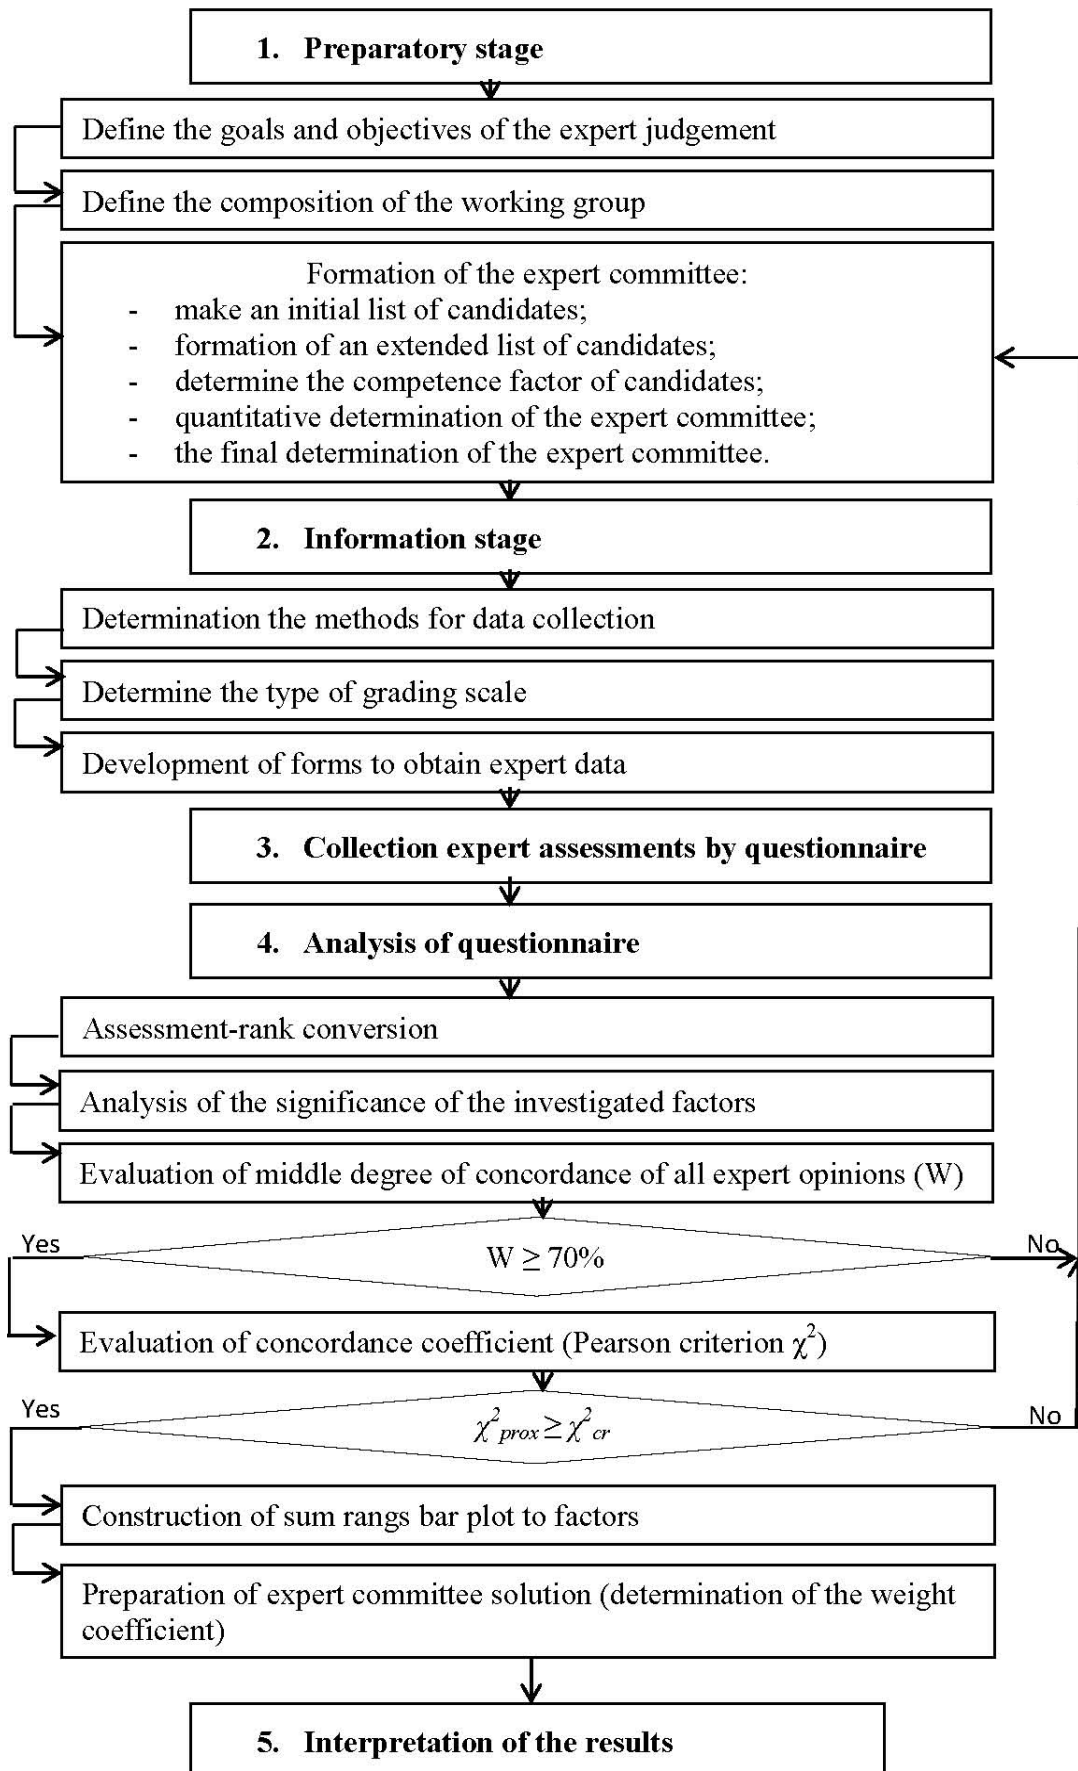 1. Preparatory stage
Define the goals and objectives of the expert judgement
Define the composition of the working group
Formation of the expert committee:
- make an initial list of candidates;
- formation of an extended list of candidates;
- determine the competence factor of candidates;
- quantitative determination of the expert committee;
- the final determination of the expert committee.
2. Information stage
Determination the methods for data collection
Determine the type of grading scale
Development of forms to obtain expert data
3. Collection expert assessments by questionnaire
4. Analysis of questionnaire
Assessment-rank conversion
Analysis of the significance of the investigated factors
Evaluation of middle degree of concordance of all expert opinions (W)
Yes
W ≥ 70%
No
Evaluation of concordance coefficient (Pearson criterion χ²)
Yes
χ²prox ≥ χ²cr
No
Construction of sum rangs bar plot to factors
Preparation of expert committee solution (determination of the weight
coefficient)
5. Interpretation of the results